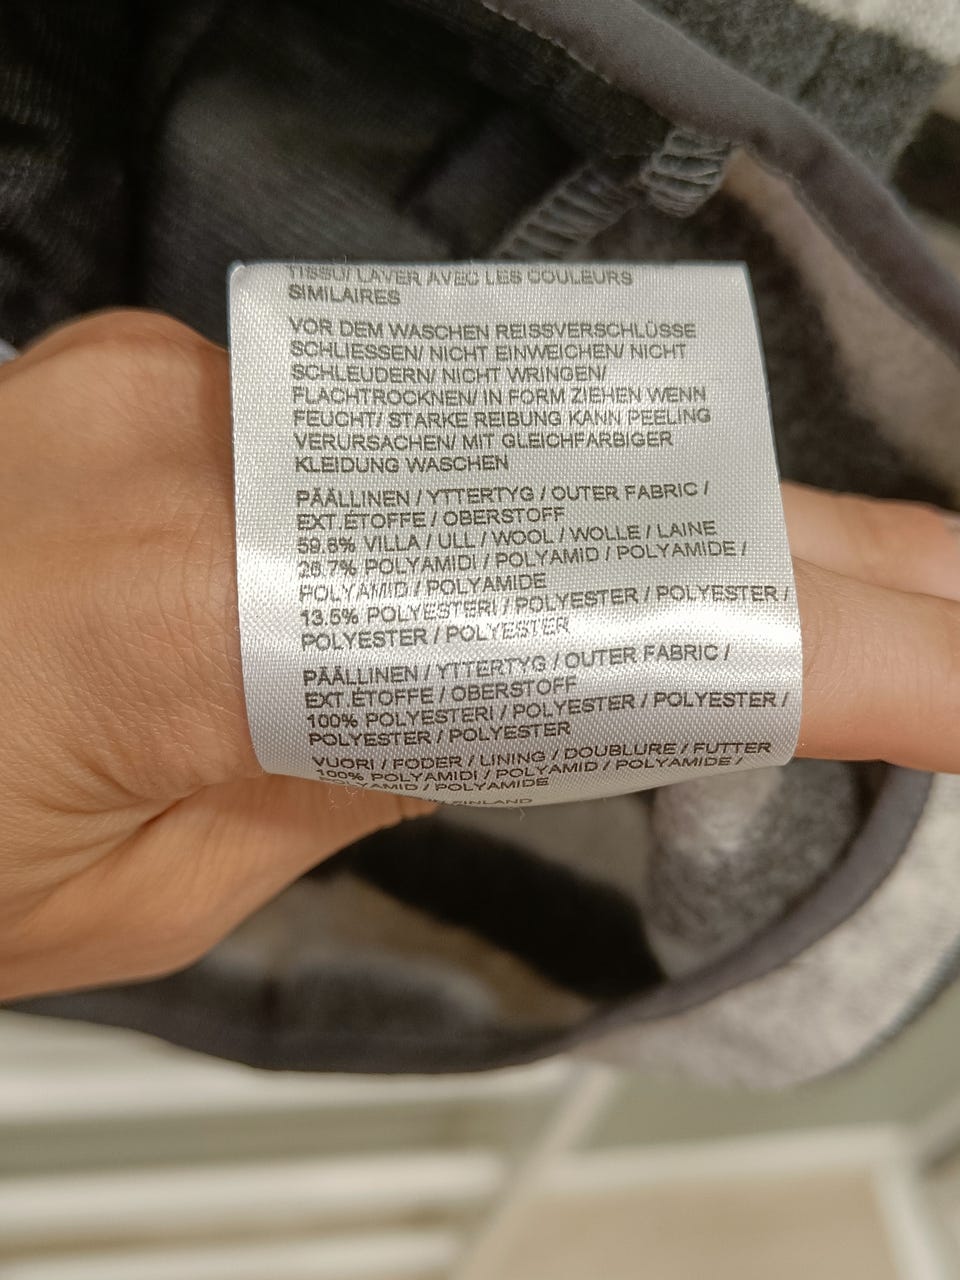 TISSU/ LAVER AVEC LES COULEURS
SIMILAIRES
VOR DEM WASCHEN REISSVERSCHLÜSSE
SCHLIESSEN/ NICHT EINWEICHEN/ NICHT
SCHLEUDERN/ NICHT WRINGEN/
FLACHTROCKNEN/ IN FORM ZIEHEN WENN
FEUCHT/ STARKE REIBUNG KANN PEELING
VERURSACHEN/ MIT GLEICHFARBIGER
KLEIDUNG WASCHEN
PÄÄLLINEN / YTTERTYG / OUTER FABRIC /
EXT.ÉTOFFE / OBERSTOFF
59.8% VILLA / ULL / WOOL / WOLLE / LAINE
26.7% POLYAMIDI / POLYAMID / POLYAMIDE /
POLYAMID / POLYAMIDE
13.5% POLYESTERI / POLYESTER / POLYESTER /
POLYESTER / POLYESTER
PÄÄLLINEN / YTTERTYG / OUTER FABRIC /
EXT.ÉTOFFE / OBERSTOFF
100% POLYESTERI / POLYESTER / POLYESTER /
POLYESTER / POLYESTER
VUORI / FODER / LINING / DOUBLURE / FUTTER
100% POLYAMIDI / POLYAMID / POLYAMIDE /
POLYAMID / POLYAMIDE
IN FINLAND